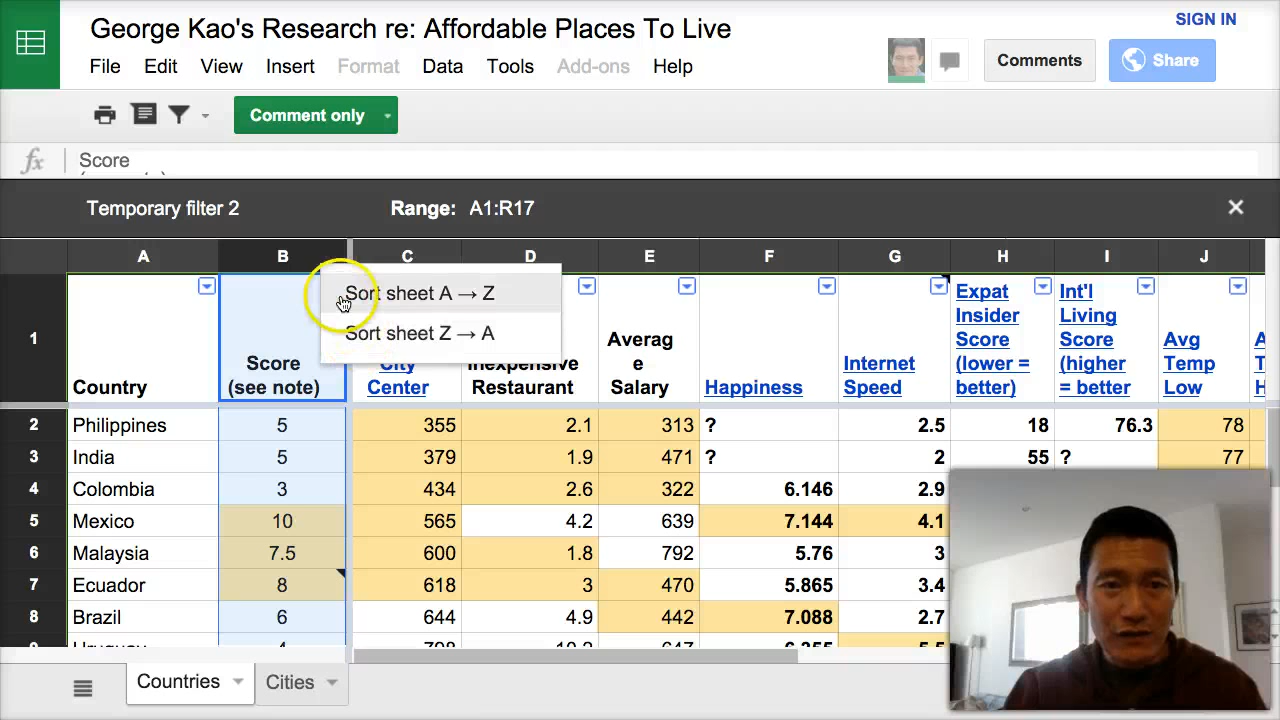 George Kao's Research re: Affordable Places To Live
SIGN IN
File Edit View Insert Format Data Tools Add-ons Help
Comments
Share
Comment only
fx Score
Temporary filter 2 Range: A1:R17
A B C D E F G H I J
Sort sheet A → Z
Sort sheet Z → A
1
Country
Score
(see note)
City
Center
Inexpensive
Restaurant
Averag
e
Salary
Happiness
Internet
Speed
Expat
Insider
Score
(lower =
better)
Int'l
Living
Score
(higher
= better
Avg
Temp
Low
2 Philippines 5 355 2.1 313 ? 2.5 18 76.3 78
3 India 5 379 1.9 471 ? 2 55 ? 77
4 Colombia 3 434 2.6 322 6.146 2.9
5 Mexico 10 565 4.2 639 7.144 4.1
6 Malaysia 7.5 600 1.8 792 5.76 3
7 Ecuador 8 618 3 470 5.865 3.4
8 Brazil 6 644 4.9 442 7.088 2.7
Countries Cities